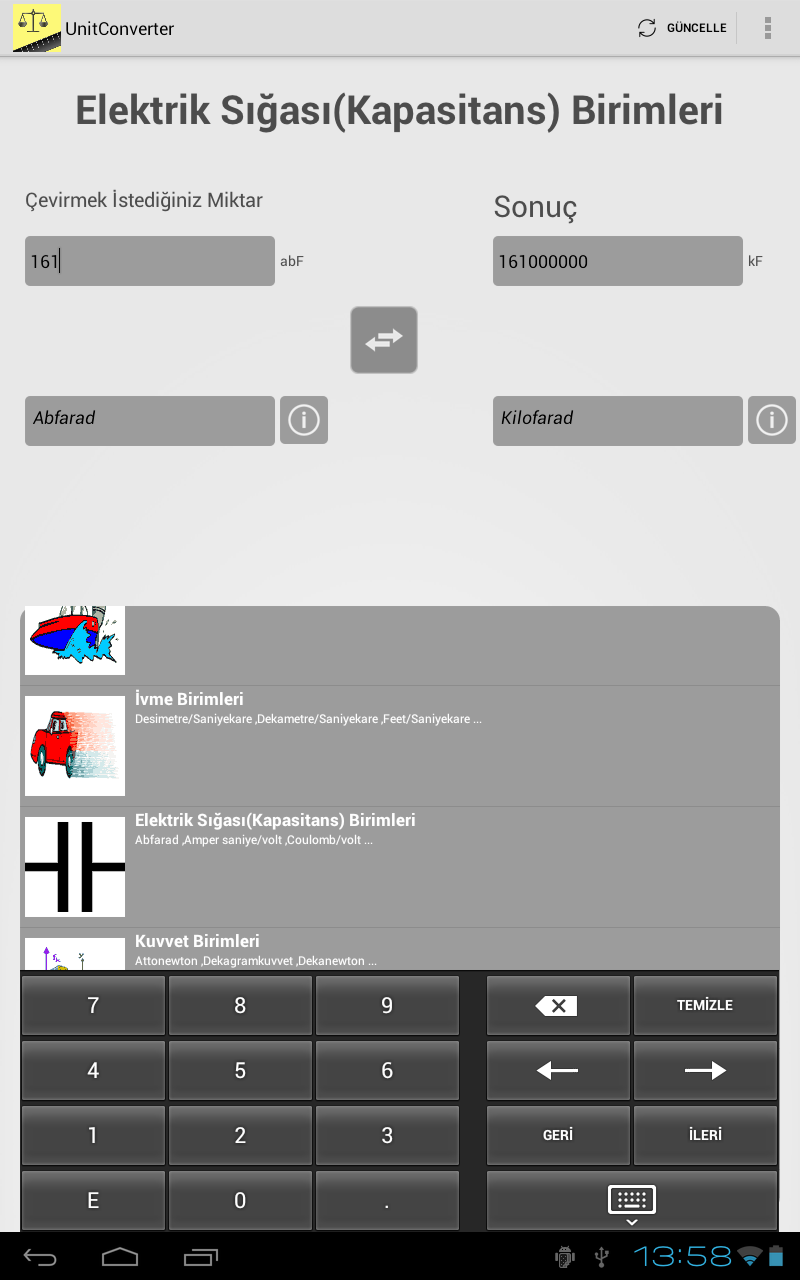 UnitConverter
GÜNCELLE
Elektrik Sığası(Kapasitans) Birimleri
Çevirmek İstediğiniz Miktar
Sonuç
161
abF
161000000
kF
Abfarad
Kilofarad
İvme Birimleri
Desimetre/Saniyekare ,Dekametre/Saniyekare ,Feet/Saniyekare ...
Elektrik Sığası(Kapasitans) Birimleri
Abfarad ,Amper saniye/volt ,Coulomb/volt ...
Kuvvet Birimleri
Attonewton ,Dekagramkuvvet ,Dekanewton ...
7 8 9 TEMİZLE
4 5 6
1 2 3 GERİ İLERİ
E 0 .
13:58